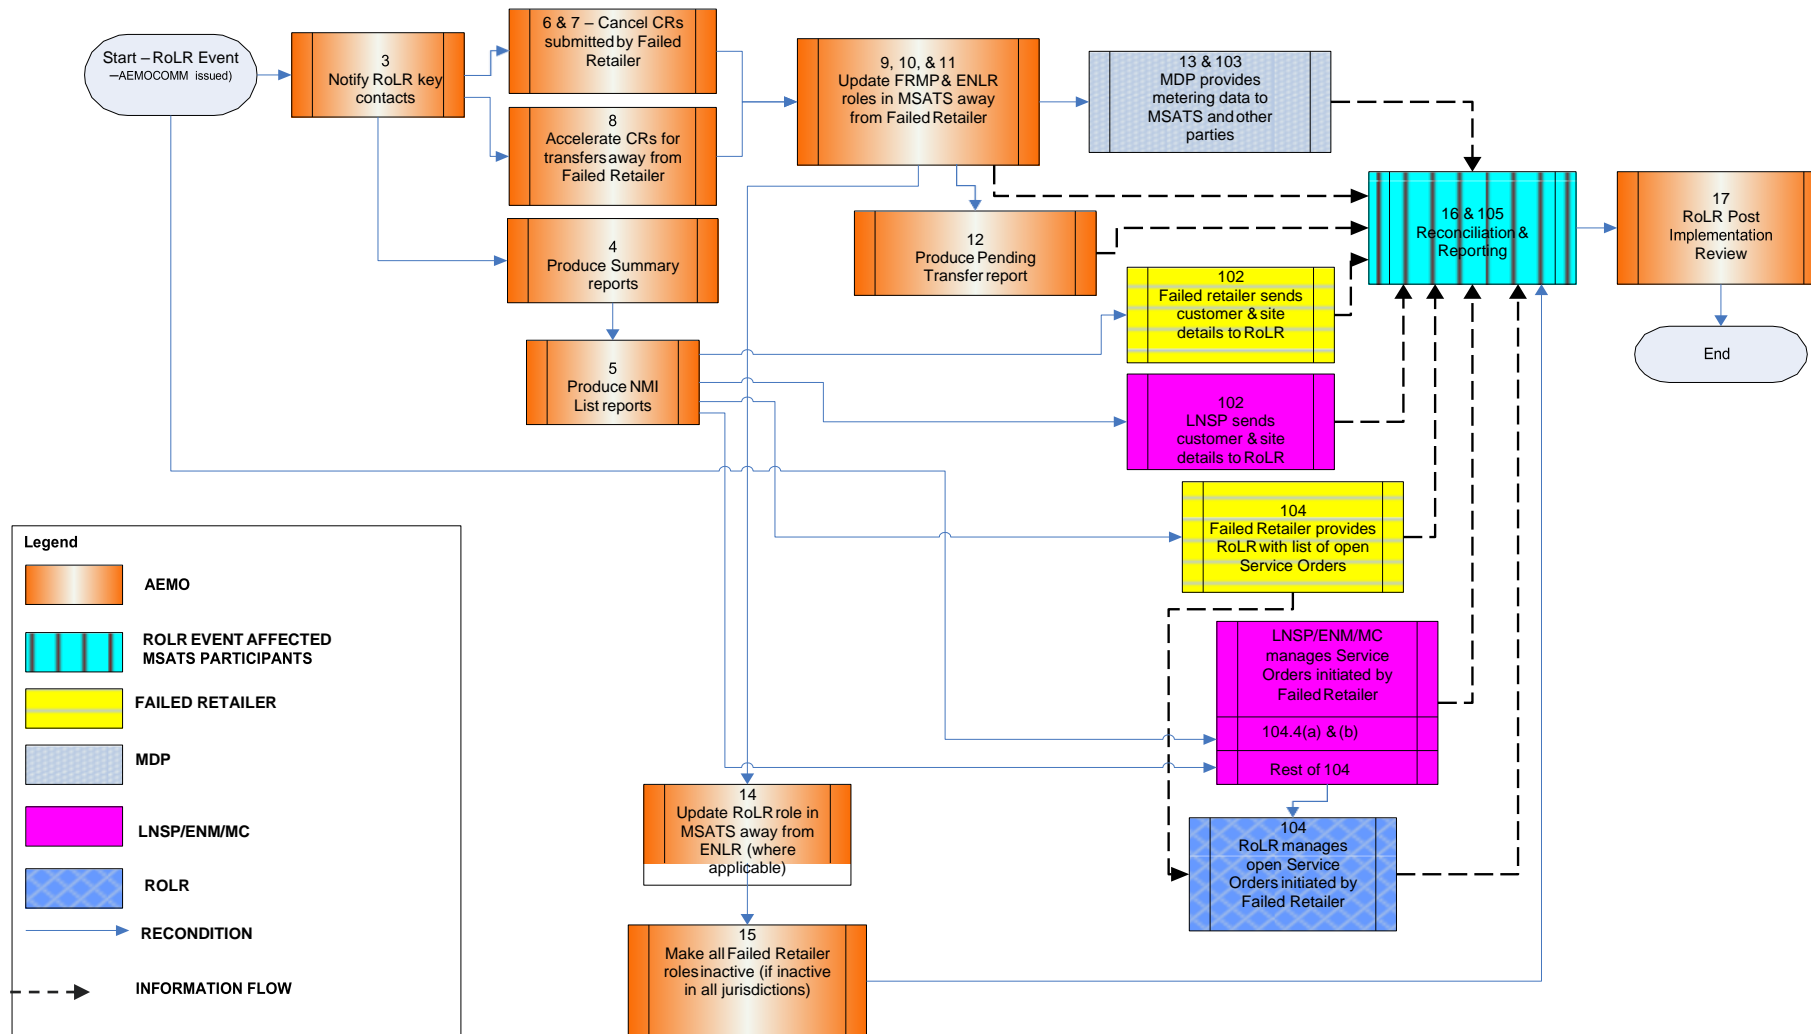 Start – RoLR Event
–AEMOCOMM issued)
3
Notify RoLR key
contacts
6 & 7 – Cancel CRs
submitted by Failed
Retailer
8
Accelerate CRs for
transfers away from
Failed Retailer
4
Produce Summary
reports
5
Produce NMI
List reports
9, 10, & 11
Update FRMP & ENLR
roles in MSATS away
from Failed Retailer
12
Produce Pending
Transfer report
13 & 103
MDP provides
metering data to
MSATS and other
parties
102
Failed retailer sends
customer & site
details to RoLR
102
LNSP sends
customer & site
details to RoLR
104
Failed Retailer provides
RoLR with list of open
Service Orders
LNSP/ENM/MC
manages Service
Orders initiated by
Failed Retailer
104.4(a) & (b)
Rest of 104
104
RoLR manages
open Service
Orders initiated by
Failed Retailer
14
Update RoLR role in
MSATS away from
ENLR (where
applicable)
15
Make all Failed Retailer
roles inactive (if inactive
in all jurisdictions)
16 & 105
Reconciliation &
Reporting
17
RoLR Post
Implementation
Review
End
Legend
AEMO
ROLR EVENT AFFECTED
MSATS PARTICIPANTS
FAILED RETAILER
MDP
LNSP/ENM/MC
ROLR
RECONDITION
INFORMATION FLOW